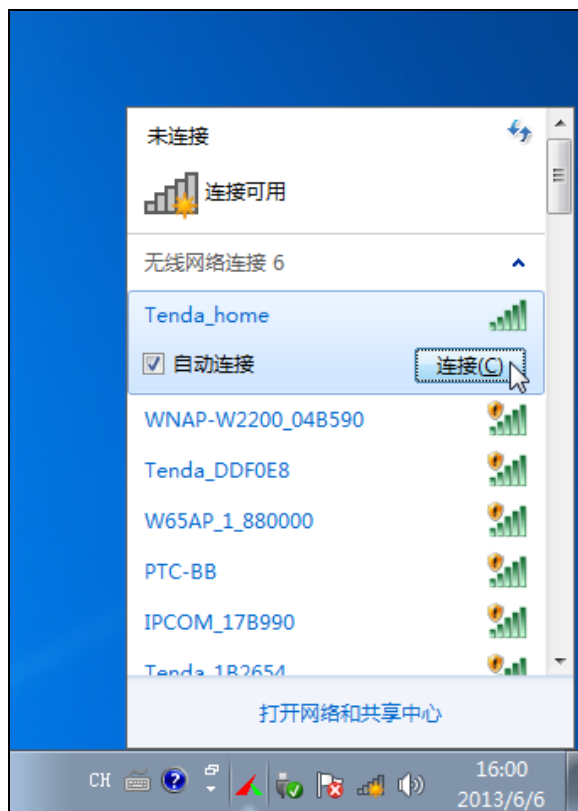 未连接
连接可用
无线网络连接 6
Tenda_home
自动连接
连接(C)
WNAP-W2200_04B590
Tenda_DDF0E8
W65AP_1_880000
PTC-BB
IPCOM_17B990
Tenda_1B2654
打开网络和共享中心
CH
16:00
2013/6/6